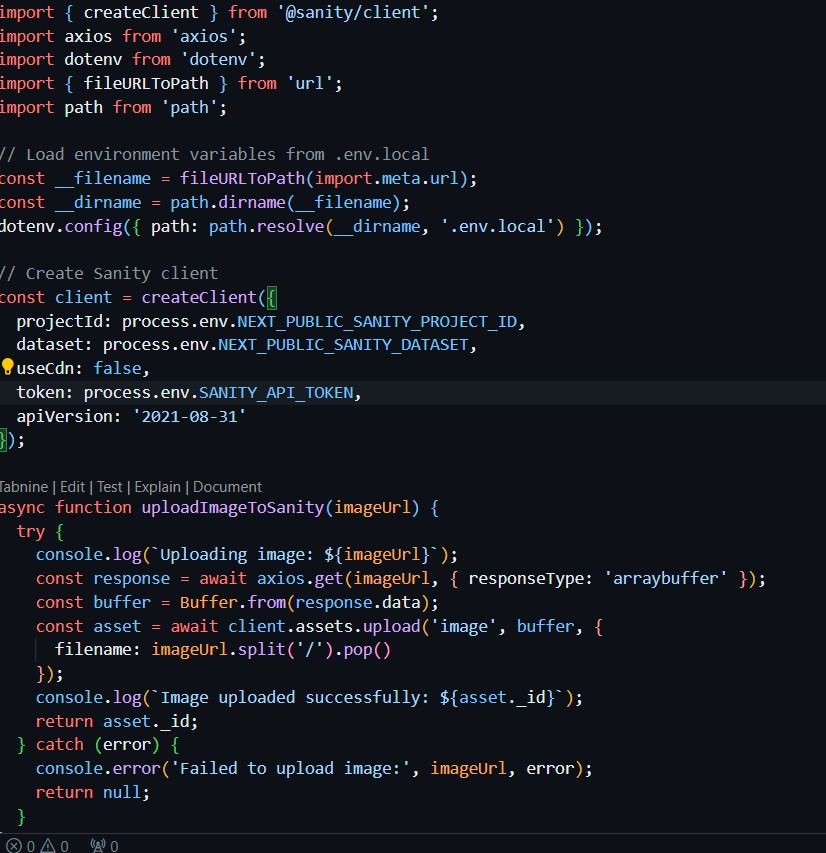 import { createClient } from '@sanity/client';
import axios from 'axios';
import dotenv from 'dotenv';
import { fileURLToPath } from 'url';
import path from 'path';

// Load environment variables from .env.local
const __filename = fileURLToPath(import.meta.url);
const __dirname = path.dirname(__filename);
dotenv.config({ path: path.resolve(__dirname, '.env.local') });

// Create Sanity client
const client = createClient({
  projectId: process.env.NEXT_PUBLIC_SANITY_PROJECT_ID,
  dataset: process.env.NEXT_PUBLIC_SANITY_DATASET,
  useCdn: false,
  token: process.env.SANITY_API_TOKEN,
  apiVersion: '2021-08-31'
});

Tabnine | Edit | Test | Explain | Document
async function uploadImageToSanity(imageUrl) {
  try {
    console.log(`Uploading image: ${imageUrl}`);
    const response = await axios.get(imageUrl, { responseType: 'arraybuffer' });
    const buffer = Buffer.from(response.data);
    const asset = await client.assets.upload('image', buffer, {
      filename: imageUrl.split('/').pop()
    });
    console.log(`Image uploaded successfully: ${asset._id}`);
    return asset._id;
  } catch (error) {
    console.error('Failed to upload image:', imageUrl, error);
    return null;
  }
0 0 0